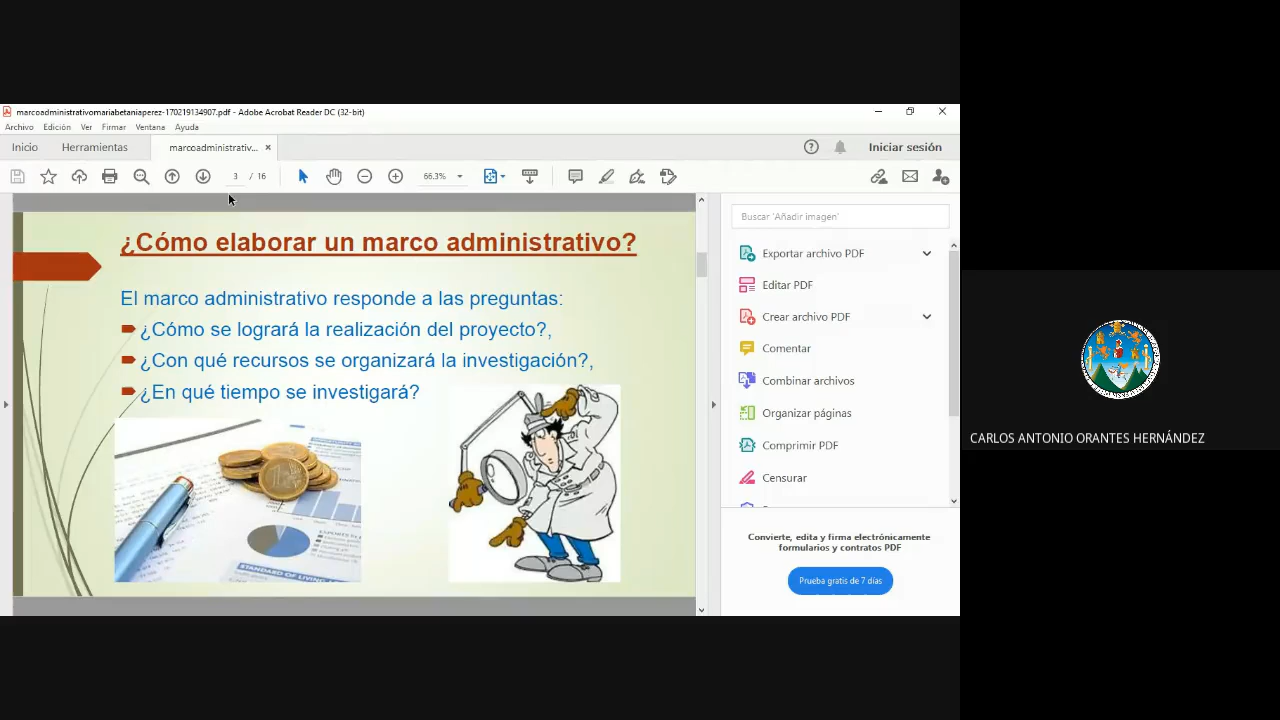 marcoadministrativomariabetaniaperez-170219134907.pdf - Adobe Acrobat Reader DC (32-bit)
Archivo Edición Ver Firmar Ventana Ayuda
Inicio Herramientas marcoadministrativ... × Iniciar sesión
3 / 16 66,3%
¿Cómo elaborar un marco administrativo?
El marco administrativo responde a las preguntas:
¿Cómo se logrará la realización del proyecto?,
¿Con qué recursos se organizará la investigación?,
¿En qué tiempo se investigará?
STANDARD OF LIVING
Buscar 'Añadir imagen'
Exportar archivo PDF
Editar PDF
Crear archivo PDF
Comentar
Combinar archivos
Organizar páginas
Comprimir PDF
Censurar
Convierte, edita y firma electrónicamente
formularios y contratos PDF
Prueba gratis de 7 días
CARLOS ANTONIO ORANTES HERNÁNDEZ